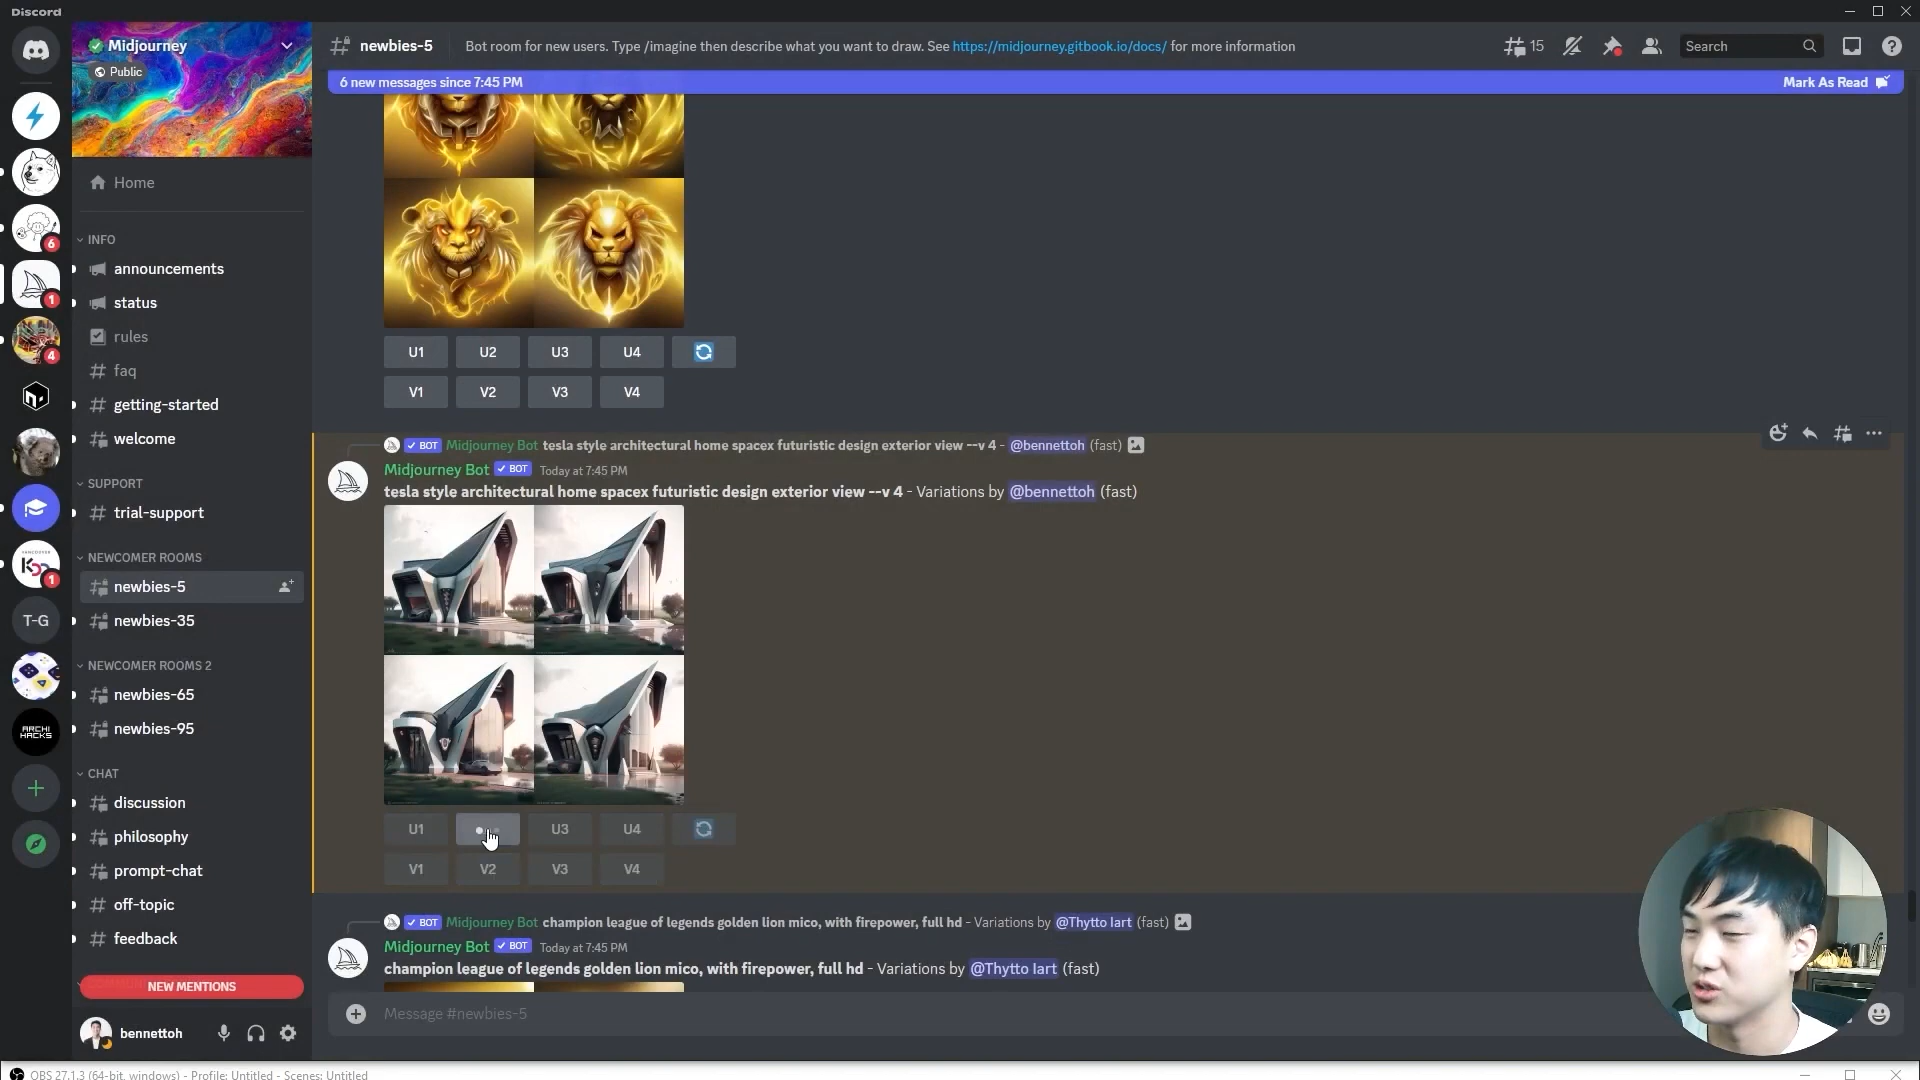 Discord
Midjourney
Public
newbies-5
Bot room for new users. Type /imagine then describe what you want to draw. See https://midjourney.gitbook.io/docs/ for more information
15
Search
6 new messages since 7:45 PM
Mark As Read
Home
INFO
announcements
status
rules
faq
getting-started
welcome
SUPPORT
trial-support
NEWCOMER ROOMS
newbies-5
newbies-35
NEWCOMER ROOMS 2
newbies-65
newbies-95
CHAT
discussion
philosophy
prompt-chat
off-topic
feedback
NEW MENTIONS
bennettoh
6
1
4
VANCOUVER
1
T-G
ARCHI
HACKS
U1 U2 U3 U4
V1 V2 V3 V4
BOT Midjourney Bot tesla style architectural home spacex futuristic design exterior view --v 4 - @bennettoh (fast)
Midjourney Bot BOT Today at 7:45 PM
tesla style architectural home spacex futuristic design exterior view --v 4 - Variations by @bennettoh (fast)
U1 U3 U4
V1 V2 V3 V4
BOT Midjourney Bot champion league of legends golden lion mico, with firepower, full hd - Variations by @Thytto Iart (fast)
Midjourney Bot BOT Today at 7:45 PM
champion league of legends golden lion mico, with firepower, full hd - Variations by @Thytto Iart (fast)
Message #newbies-5
OBS 27.1.3 (64-bit, windows) - Profile: Untitled - Scenes: Untitled